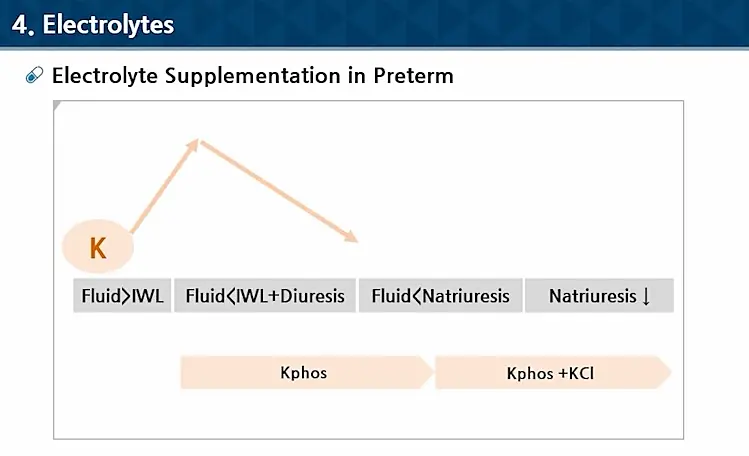 4. Electrolytes
Electrolyte Supplementation in Preterm
K
Fluid>IWL
Fluid<IWL+Diuresis
Fluid<Natriuresis
Natriuresis↓
Kphos
Kphos +KCl